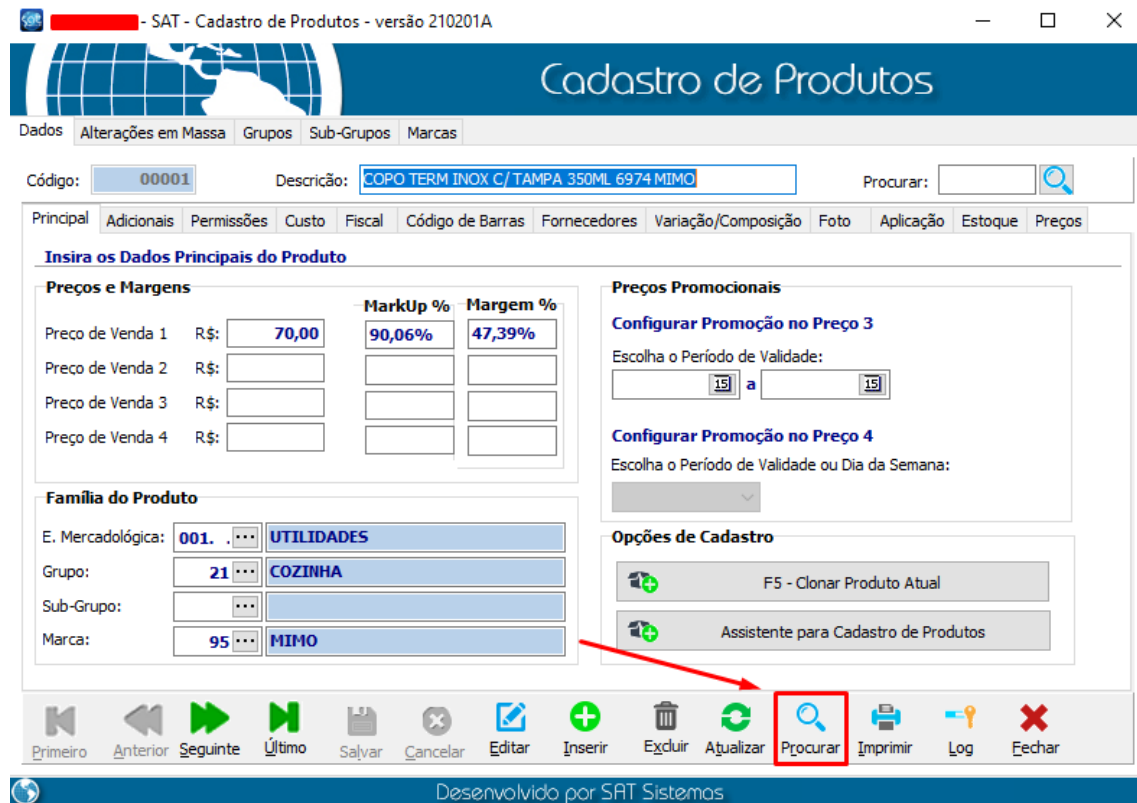 sat - SAT - Cadastro de Produtos - versão 210201A
Cadastro de Produtos
Dados Alterações em Massa Grupos Sub-Grupos Marcas
Código: 00001 Descrição: COPO TERM INOX C/ TAMPA 350ML 6974 MIMO Procurar:
Principal Adicionais Permissões Custo Fiscal Código de Barras Fornecedores Variação/Composição Foto Aplicação Estoque Preços
Insira os Dados Principais do Produto
Preços e Margens
MarkUp % Margem %
Preço de Venda 1 R$: 70,00 90,06% 47,39%
Preço de Venda 2 R$:
Preço de Venda 3 R$:
Preço de Venda 4 R$:
Preços Promocionais
Configurar Promoção no Preço 3
Escolha o Período de Validade:
15 a 15
Configurar Promoção no Preço 4
Escolha o Período de Validade ou Dia da Semana:
Família do Produto
E. Mercadológica: 001. . ... UTILIDADES
Grupo: 21 ... COZINHA
Sub-Grupo: ...
Marca: 95 ... MIMO
Opções de Cadastro
F5 - Clonar Produto Atual
Assistente para Cadastro de Produtos
Primeiro Anterior Seguinte Último Salvar Cancelar Editar Inserir Excluir Atualizar Procurar Imprimir Log Fechar
Desenvolvido por SAT Sistemas